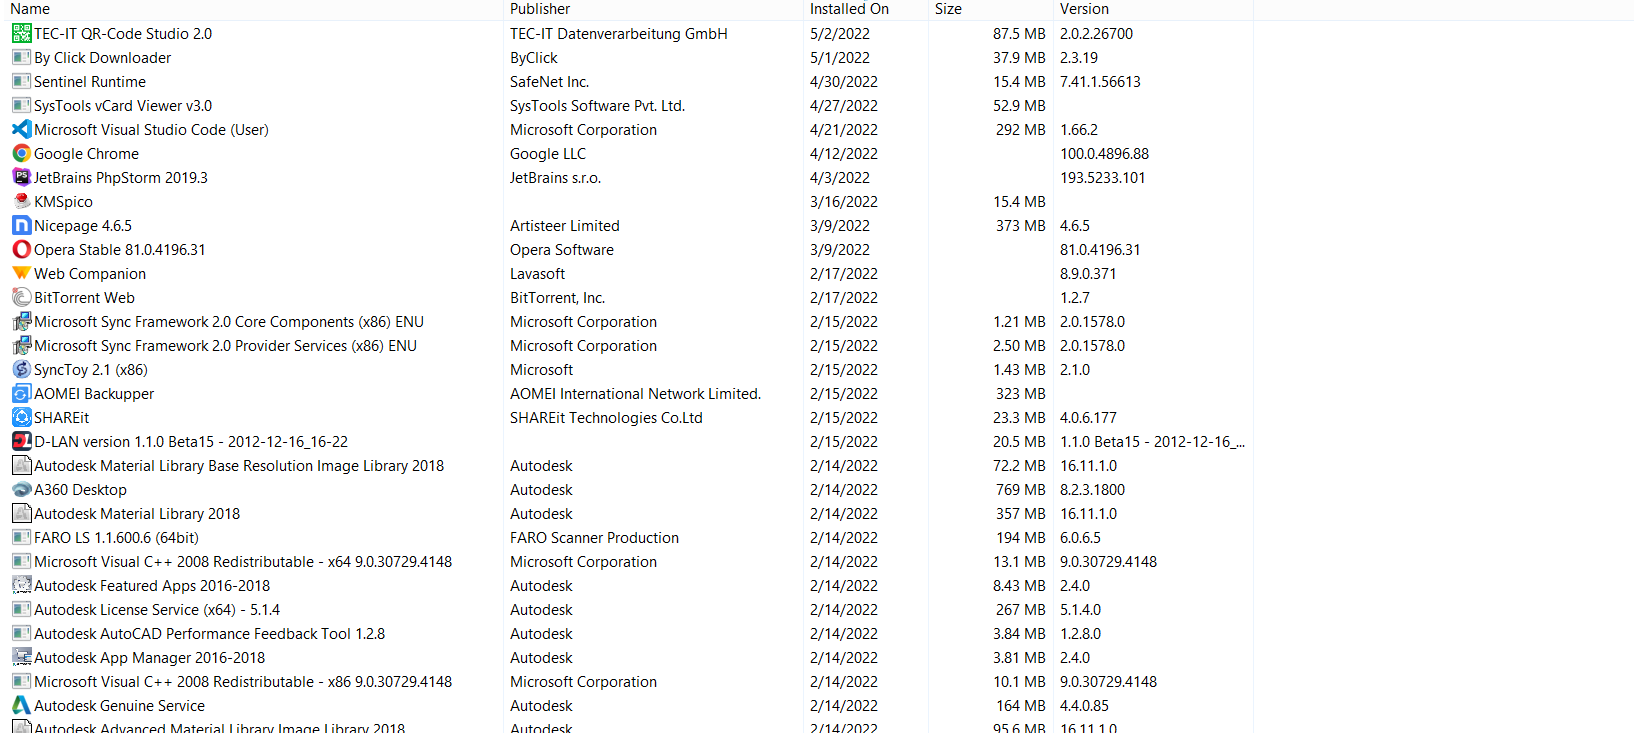 Name Publisher Installed On Size Version
TEC-IT QR-Code Studio 2.0 TEC-IT Datenverarbeitung GmbH 5/2/2022 87.5 MB 2.0.2.26700
By Click Downloader ByClick 5/1/2022 37.9 MB 2.3.19
Sentinel Runtime SafeNet Inc. 4/30/2022 15.4 MB 7.41.1.56613
SysTools vCard Viewer v3.0 SysTools Software Pvt. Ltd. 4/27/2022 52.9 MB
Microsoft Visual Studio Code (User) Microsoft Corporation 4/21/2022 292 MB 1.66.2
Google Chrome Google LLC 4/12/2022 100.0.4896.88
PS JetBrains PhpStorm 2019.3 JetBrains s.r.o. 4/3/2022 193.5233.101
KMSpico 3/16/2022 15.4 MB
Nicepage 4.6.5 Artisteer Limited 3/9/2022 373 MB 4.6.5
Opera Stable 81.0.4196.31 Opera Software 3/9/2022 81.0.4196.31
Web Companion Lavasoft 2/17/2022 8.9.0.371
BitTorrent Web BitTorrent, Inc. 2/17/2022 1.2.7
Microsoft Sync Framework 2.0 Core Components (x86) ENU Microsoft Corporation 2/15/2022 1.21 MB 2.0.1578.0
Microsoft Sync Framework 2.0 Provider Services (x86) ENU Microsoft Corporation 2/15/2022 2.50 MB 2.0.1578.0
SyncToy 2.1 (x86) Microsoft 2/15/2022 1.43 MB 2.1.0
AOMEI Backupper AOMEI International Network Limited. 2/15/2022 323 MB
SHAREit SHAREit Technologies Co.Ltd 2/15/2022 23.3 MB 4.0.6.177
D-LAN version 1.1.0 Beta15 - 2012-12-16_16-22 2/15/2022 20.5 MB 1.1.0 Beta15 - 2012-12-16_...
Autodesk Material Library Base Resolution Image Library 2018 Autodesk 2/14/2022 72.2 MB 16.11.1.0
A360 Desktop Autodesk 2/14/2022 769 MB 8.2.3.1800
Autodesk Material Library 2018 Autodesk 2/14/2022 357 MB 16.11.1.0
FARO LS 1.1.600.6 (64bit) FARO Scanner Production 2/14/2022 194 MB 6.0.6.5
Microsoft Visual C++ 2008 Redistributable - x64 9.0.30729.4148 Microsoft Corporation 2/14/2022 13.1 MB 9.0.30729.4148
Autodesk Featured Apps 2016-2018 Autodesk 2/14/2022 8.43 MB 2.4.0
Autodesk License Service (x64) - 5.1.4 Autodesk 2/14/2022 267 MB 5.1.4.0
Autodesk AutoCAD Performance Feedback Tool 1.2.8 Autodesk 2/14/2022 3.84 MB 1.2.8.0
Autodesk App Manager 2016-2018 Autodesk 2/14/2022 3.81 MB 2.4.0
Microsoft Visual C++ 2008 Redistributable - x86 9.0.30729.4148 Microsoft Corporation 2/14/2022 10.1 MB 9.0.30729.4148
Autodesk Genuine Service Autodesk 2/14/2022 164 MB 4.4.0.85
Autodesk Advanced Material Library Image Library 2018 Autodesk 2/14/2022 95.6 MB 16.11.1.0